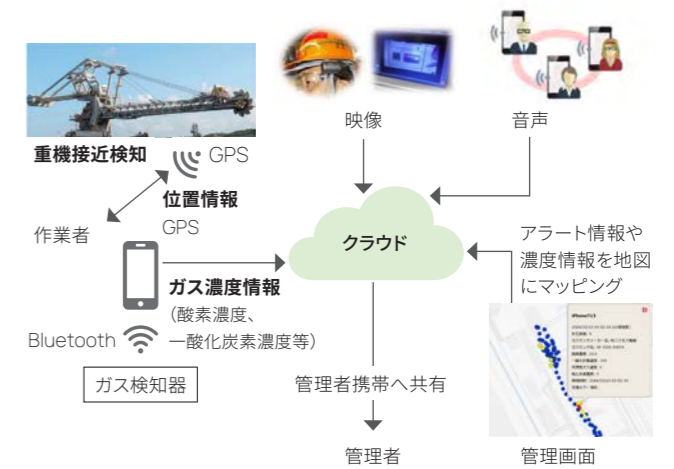 映像
音声
重機接近検知
GPS
位置情報
GPS
作業者
クラウド
アラート情報や
濃度情報を地図
にマッピング
ガス濃度情報
(酸素濃度、
一酸化炭素濃度等)
Bluetooth
ガス検知器
iPhone713
管理者携帯へ共有
管理者
管理画面